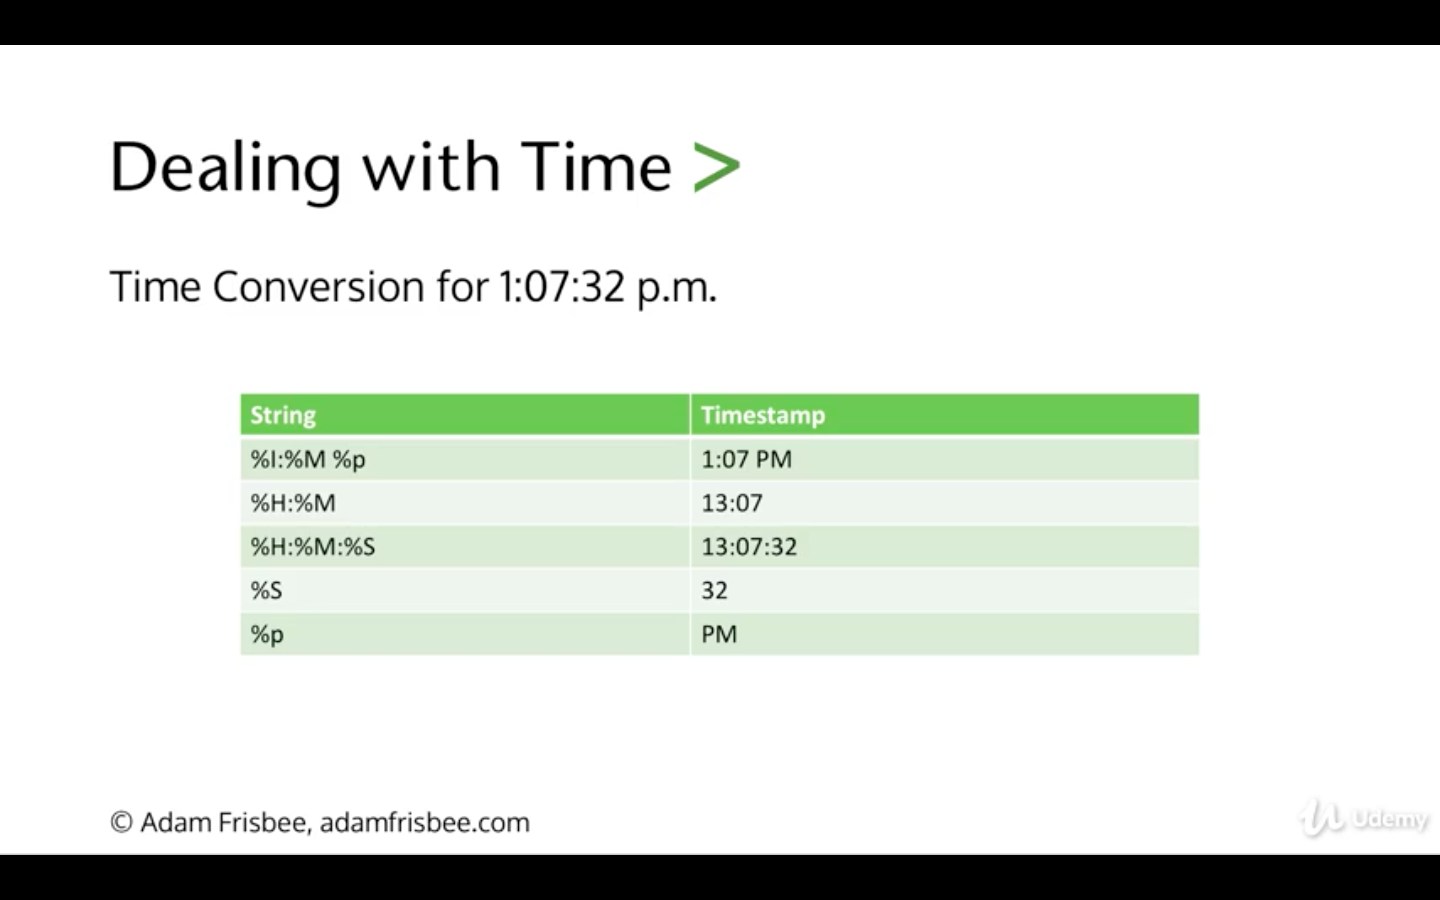 Dealing with Time >
Time Conversion for 1:07:32 p.m.
String Timestamp
%I:%M %p 1:07 PM
%H:%M 13:07
%H:%M:%S 13:07:32
%S 32
%p PM
© Adam Frisbee, adamfrisbee.com
Udemy